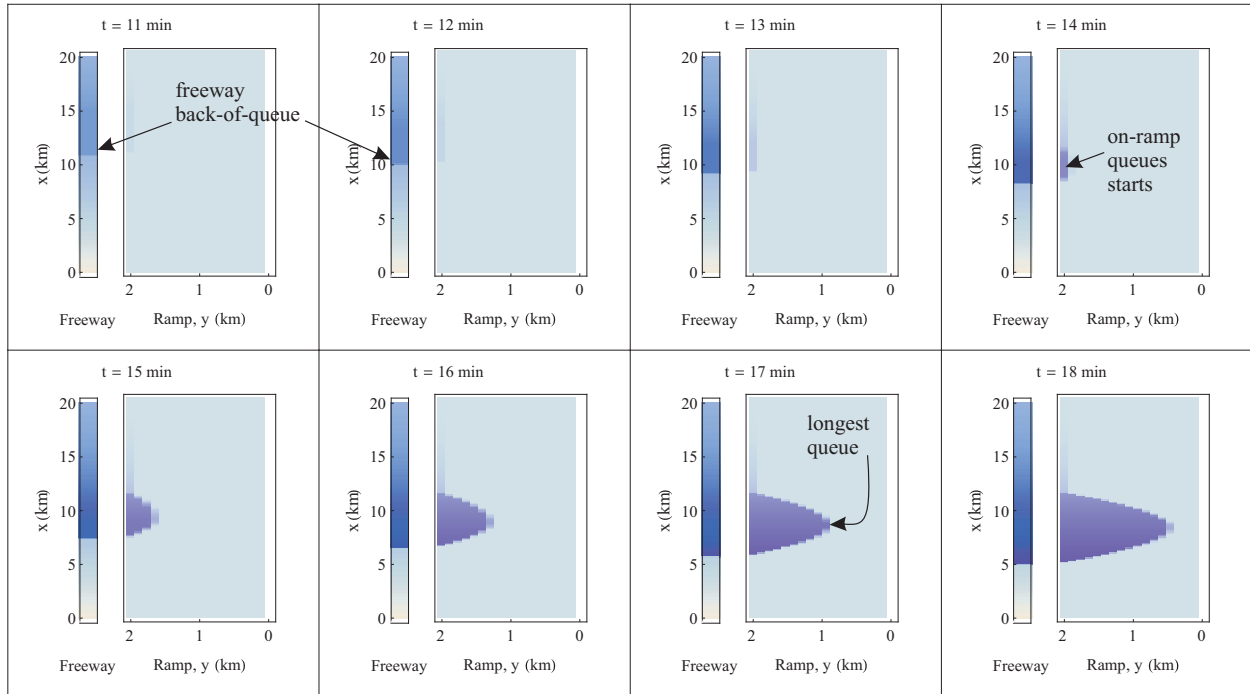 t = 11 min
20
freeway
back-of-queue
15
10
5
0
x (km)
2 1 0
Freeway Ramp, y (km)
t = 12 min
20
15
10
5
0
x (km)
2 1 0
Freeway Ramp, y (km)
t = 13 min
20
15
10
5
0
x (km)
2 1 0
Freeway Ramp, y (km)
t = 14 min
20
15
10
5
0
x (km)
on-ramp
queues
starts
2 1 0
Freeway Ramp, y (km)
t = 15 min
20
15
10
5
0
x (km)
2 1 0
Freeway Ramp, y (km)
t = 16 min
20
15
10
5
0
x (km)
2 1 0
Freeway Ramp, y (km)
t = 17 min
20
15
10
5
0
x (km)
longest
queue
2 1 0
Freeway Ramp, y (km)
t = 18 min
20
15
10
5
0
x (km)
2 1 0
Freeway Ramp, y (km)